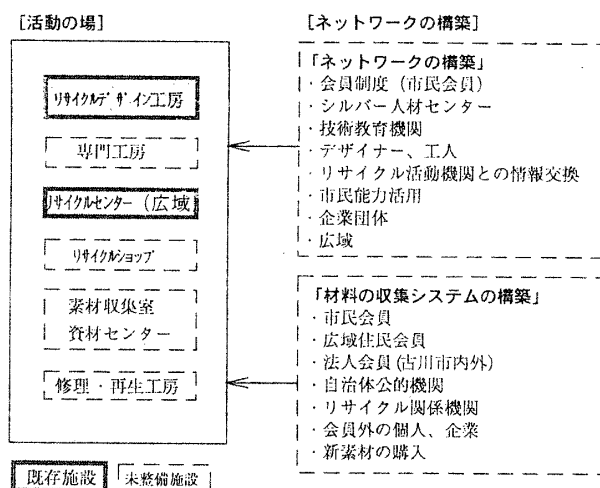 [活動の場]
リサイクルデザイン工房
専門工房
リサイクルセンター（広域
リサイクルショップ
素材収集室
資材センター
修理・再生工房
既存施設
未整備施設
[ネットワークの構築]
「ネットワークの構築」
・会員制度（市民会員）
・シルバー人材センター
・技術教育機関
・デザイナー、工人
・リサイクル活動機関との情報交換
・市民能力活用
・企業団体
・広域
「材料の収集システムの構築」
・市民会員
・広域住民会員
・法人会員(古川市内外）
・自治体公的機関
・リサイクル関係機関
・会員外の個人、企業
・新素材の購入